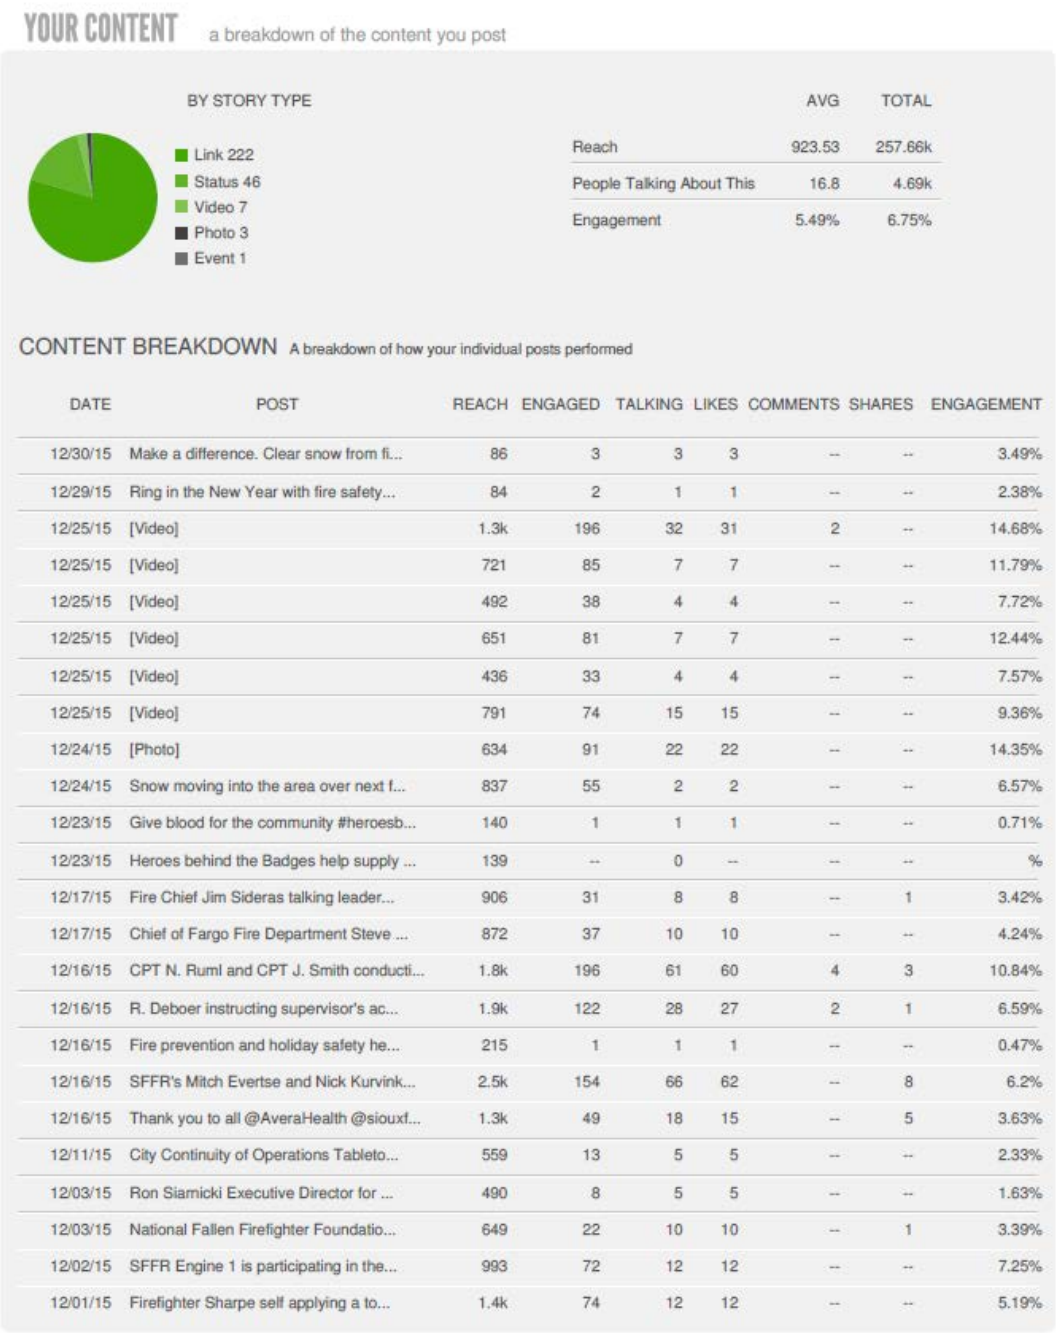 YOUR CONTENT a breakdown of the content you post
BY STORY TYPE
Link 222
Status 46
Video 7
Photo 3
Event 1
AVG TOTAL
Reach 923.53 257.66k
People Talking About This 16.8 4.69k
Engagement 5.49% 6.75%
CONTENT BREAKDOWN A breakdown of how your individual posts performed
DATE POST REACH ENGAGED TALKING LIKES COMMENTS SHARES ENGAGEMENT
12/30/15 Make a difference. Clear snow from fi... 86 3 3 3 -- -- 3.49%
12/29/15 Ring in the New Year with fire safety... 84 2 1 1 -- -- 2.38%
12/25/15 [Video] 1.3k 196 32 31 2 -- 14.68%
12/25/15 [Video] 721 85 7 7 -- -- 11.79%
12/25/15 [Video] 492 38 4 4 -- -- 7.72%
12/25/15 [Video] 651 81 7 7 -- -- 12.44%
12/25/15 [Video] 436 33 4 4 -- -- 7.57%
12/25/15 [Video] 791 74 15 15 -- -- 9.36%
12/24/15 [Photo] 634 91 22 22 -- -- 14.35%
12/24/15 Snow moving into the area over next f... 837 55 2 2 -- -- 6.57%
12/23/15 Give blood for the community #heroesb... 140 1 1 1 -- -- 0.71%
12/23/15 Heroes behind the Badges help supply ... 139 -- 0 -- -- -- %
12/17/15 Fire Chief Jim Sideras talking leader... 906 31 8 8 -- 1 3.42%
12/17/15 Chief of Fargo Fire Department Steve ... 872 37 10 10 -- -- 4.24%
12/16/15 CPT N. Ruml and CPT J. Smith conducti... 1.8k 196 61 60 4 3 10.84%
12/16/15 R. Deboer instructing supervisor's ac... 1.9k 122 28 27 2 1 6.59%
12/16/15 Fire prevention and holiday safety he... 215 1 1 1 -- -- 0.47%
12/16/15 SFFR's Mitch Evertse and Nick Kurvink... 2.5k 154 66 62 -- 8 6.2%
12/16/15 Thank you to all @AveraHealth @siouxf... 1.3k 49 18 15 -- 5 3.63%
12/11/15 City Continuity of Operations Tableto... 559 13 5 5 -- -- 2.33%
12/03/15 Ron Siarnicki Executive Director for ... 490 8 5 5 -- -- 1.63%
12/03/15 National Fallen Firefighter Foundatio... 649 22 10 10 -- 1 3.39%
12/02/15 SFFR Engine 1 is participating in the... 993 72 12 12 -- -- 7.25%
12/01/15 Firefighter Sharpe self applying a to... 1.4k 74 12 12 -- -- 5.19%